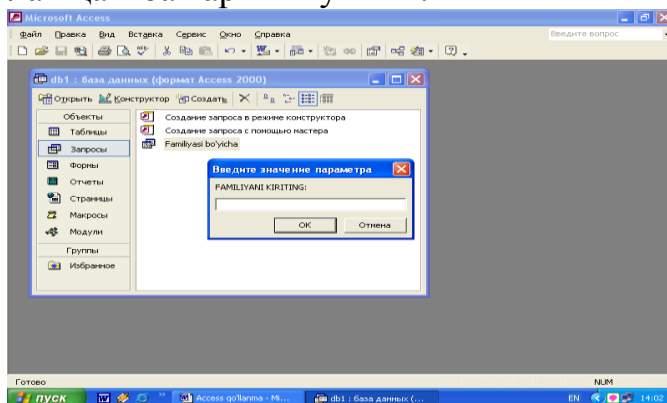 Microsoft Access
Файл Правка Вид Вставка Сервис Окно Справка
Введите вопрос
db1 : база данных (формат Access 2000)
Открыть Конструктор Создать
Объекты
Таблицы
Запросы
Формы
Отчеты
Страницы
Макросы
Модули
Группы
Избранное
Создание запроса в режиме конструктора
Создание запроса с помощью мастера
Familiyasi bo'yicha
Введите значение параметра
FAMILIYANI KIRITING:
OK Отмена
Готово
NUM
пуск
Access qo'llanma - Mi...
db1 : база данных (...
EN
14:02